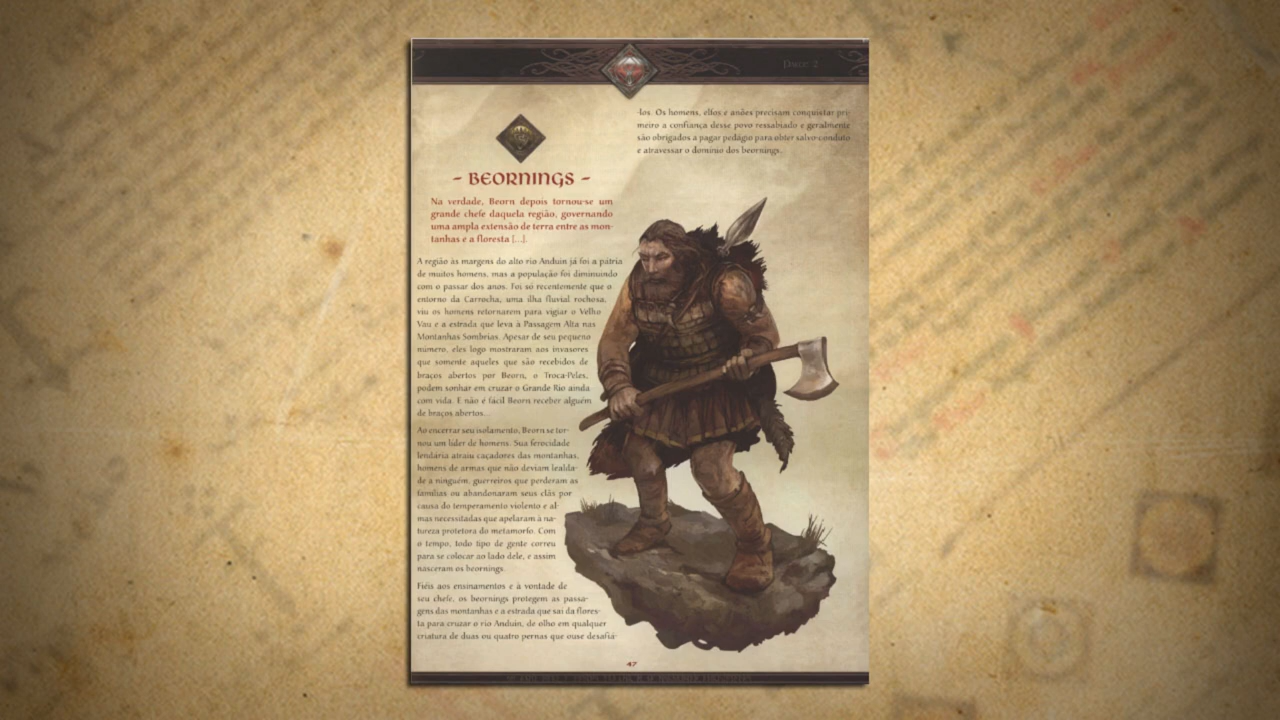 Parte 2
- BEORNINGS -
Na verdade, Beorn depois tornou-se um
grande chefe daquela região, governando
uma ampla extensão de terra entre as mon-
tanhas e a floresta [...].
A região às margens do alto rio Anduin já foi a pátria
de muitos homens, mas a população foi diminuindo
com o passar dos anos. Foi só recentemente que o
entorno da Carrocha, uma ilha fluvial rochosa,
viu os homens retornarem para vigiar o Velho
Vau e a estrada que leva à Passagem Alta nas
Montanhas Sombrias. Apesar de seu pequeno
número, eles logo mostraram aos invasores
que somente aqueles que são recebidos de
braços abertos por Beorn, o Troca-Peles,
podem sonhar em cruzar o Grande Rio ainda
com vida. E não é fácil Beorn receber alguém
de braços abertos...
Ao encerrar seu isolamento, Beorn se tor-
nou um líder de homens. Sua ferocidade
lendária atraiu caçadores das montanhas,
homens de armas que não deviam lealda-
de a ninguém, guerreiros que perderam as
famílias ou abandonaram seus clãs por
causa do temperamento violento e al-
mas necessitadas que apelaram à na-
tureza protetora do metamorfo. Com
o tempo, todo tipo de gente correu
para se colocar ao lado dele, e assim
nasceram os beornings.
Fiéis aos ensinamentos e à vontade de
seu chefe, os beornings protegem as passa-
gens das montanhas e a estrada que sai da flores-
ta para cruzar o rio Anduin, de olho em qualquer
criatura de duas ou quatro pernas que ouse desafiá-
-los. Os homens, elfos e anões precisam conquistar pri-
meiro a confiança desse povo ressabiado e geralmente
são obrigados a pagar pedágio para obter salvo-conduto
e atravessar o domínio dos beornings.
47